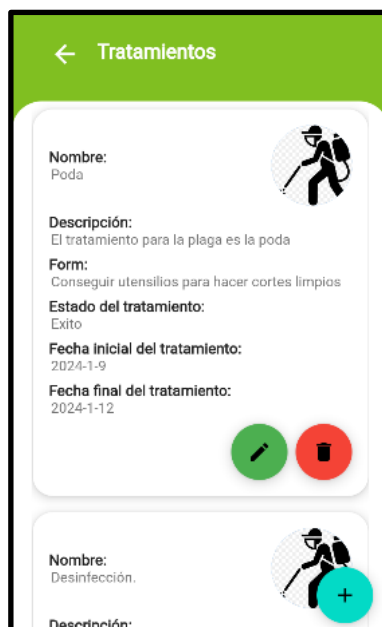 Tratamientos
Nombre:
Poda
Descripción:
El tratamiento para la plaga es la poda
Form:
Conseguir utensilios para hacer cortes limpios
Estado del tratamiento:
Exito
Fecha inicial del tratamiento:
2024-1-9
Fecha final del tratamiento:
2024-1-12
Nombre:
Desinfección.
Descripción: